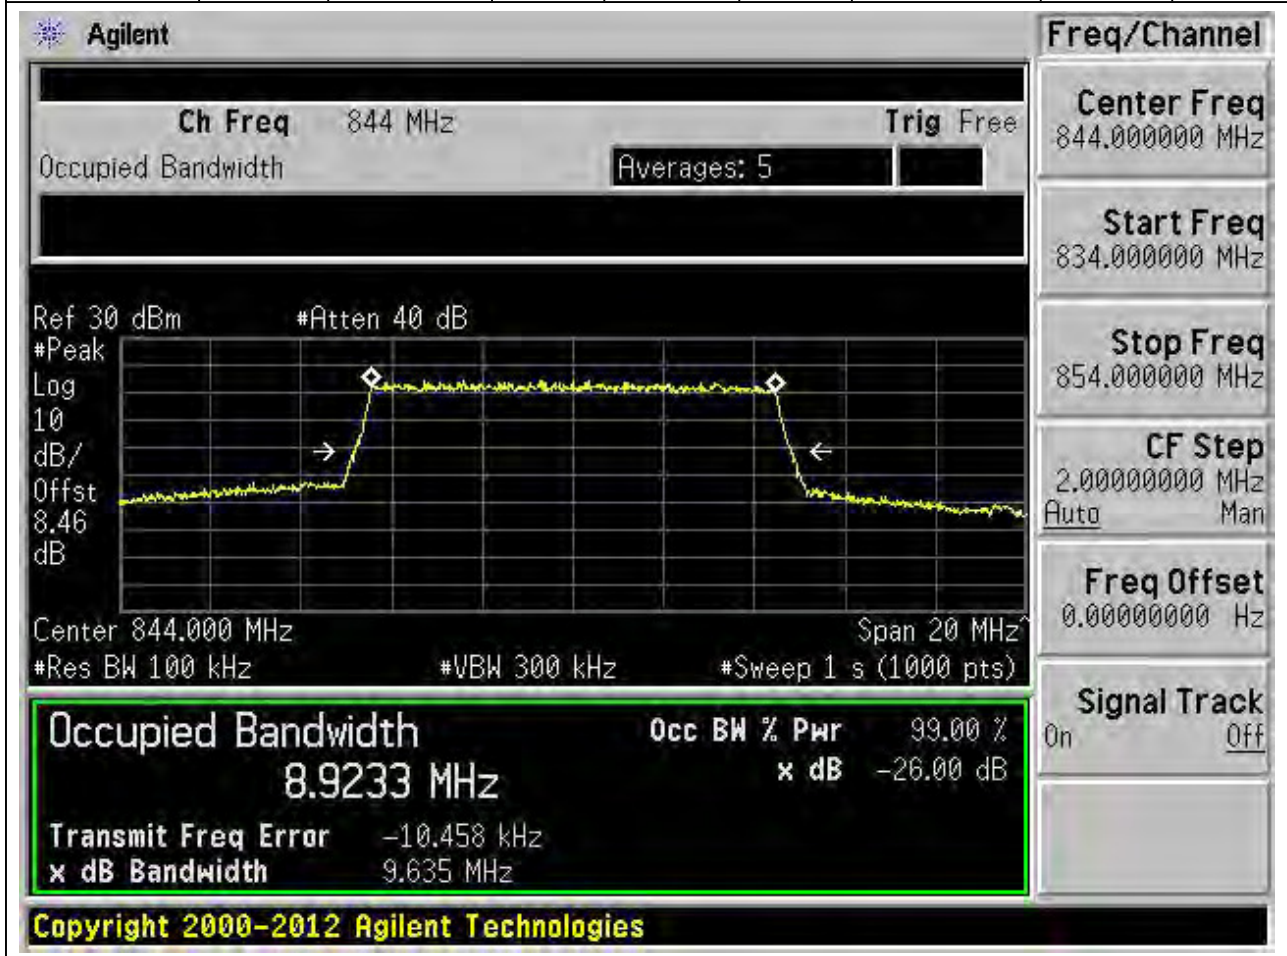 Agilent
Freq/Channel
Ch Freq 844 MHz Trig Free
Occupied Bandwidth Averages: 5
Center Freq
844.000000 MHz
Start Freq
834.000000 MHz
Stop Freq
854.000000 MHz
CF Step
2.00000000 MHz
Auto Man
Freq Offset
0.00000000 Hz
Signal Track
On Off
Ref 30 dBm #Atten 40 dB
#Peak
Log
10
dB/
Offst
8.46
dB
Center 844.000 MHz Span 20 MHz^
#Res BW 100 kHz #VBW 300 kHz #Sweep 1 s (1000 pts)
Occupied Bandwidth Occ BW % Pwr 99.00 %
8.9233 MHz x dB -26.00 dB
Transmit Freq Error -10.458 kHz
x dB Bandwidth 9.635 MHz
Copyright 2000-2012 Agilent Technologies